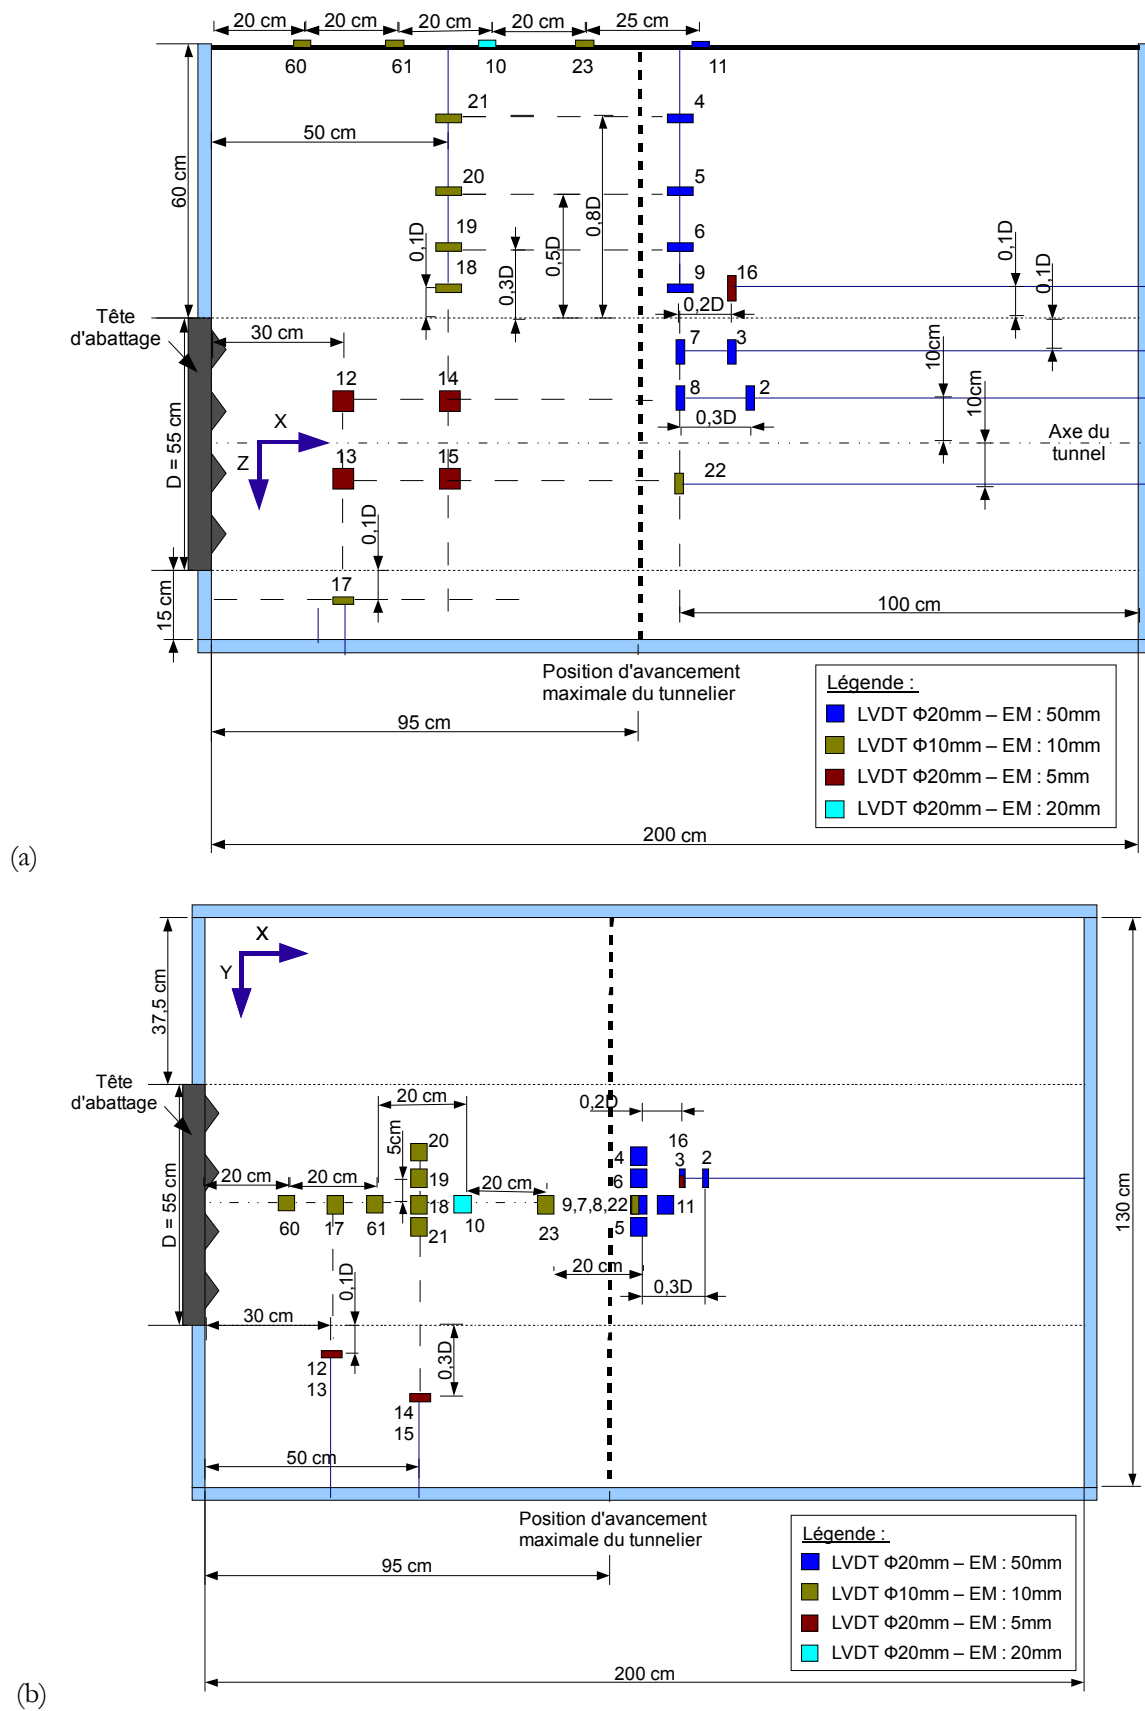 20 cm 20 cm 20 cm 20 cm 25 cm
60 61 10 23 11
21 4
50 cm
60 cm
20 5
0,8D
19 6
0,1D 0,5D 0,3D
18 9 16
0,1D 0,1D
0,2D
Tête
d'abattage
30 cm
7 3
12 14 8 2
10cm
10cm
0,3D
D = 55 cm
X
Z
Axe du
tunnel
13 15 22
0,1D
17
15 cm
100 cm
Position d'avancement
maximale du tunnelier
95 cm
Légende :
LVDT Φ20mm – EM : 50mm
LVDT Φ10mm – EM : 10mm
LVDT Φ20mm – EM : 5mm
LVDT Φ20mm – EM : 20mm
200 cm
(a)
X
Y
37,5 cm
Tête
d'abattage
20 cm
0,2D
5cm
20 4 16
3 2
20 cm 20 cm 19 6 20 cm
D = 55 cm
130 cm
60 17 61 18 10 23 9,7,8,22 11
21 5
20 cm
0,1D
0,3D
30 cm
0,3D
12
13
14
15
50 cm
Position d'avancement
maximale du tunnelier
95 cm
Légende :
LVDT Φ20mm – EM : 50mm
LVDT Φ10mm – EM : 10mm
LVDT Φ20mm – EM : 5mm
LVDT Φ20mm – EM : 20mm
200 cm
(b)